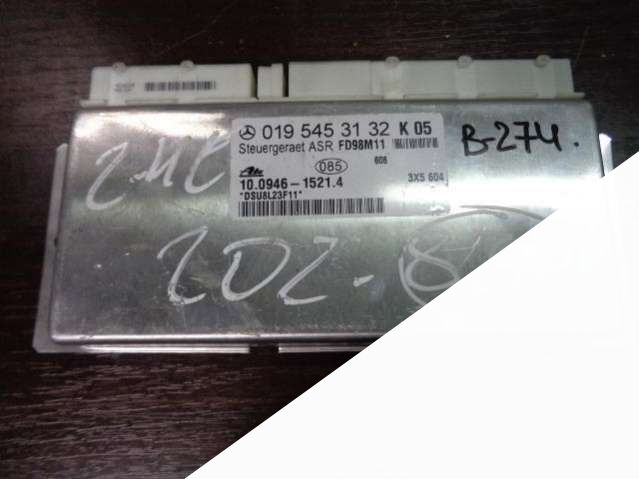 019 545 31 32 K 05
Steuergeraet ASR FD98M11
085 608
Ate
10.0946-1521.4 3X5 604
*DSU8L23F11*
B-274.
202-8